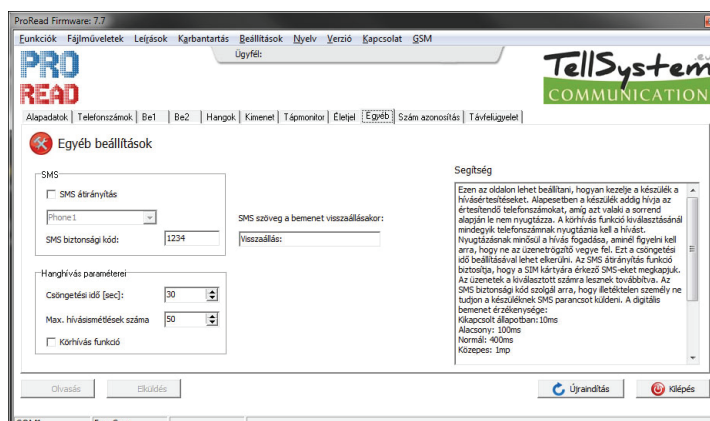 ProRead Firmware: 7.7
Funkciók Fájlműveletek Leírások Karbantartás Beállítások Nyelv Verzió Kapcsolat GSM
Ügyfél:
PRO
READ
TellSystem
COMMUNICATION
Alapadatok Telefonszámok Be1 Be2 Hangok Kimenet Tápmonitor Életjel Egyéb Szám azonosítás Távfelügyelet
Egyéb beállítások
SMS
SMS átirányítás
Phone1
SMS biztonsági kód: 1234
SMS szöveg a bemenet visszaállásakor:
Visszaállás:
Hanghívás paraméterei
Csöngetési idő [sec]: 30
Max. hívásismétlések száma 50
Körhívás funkció
Segítség
Ezen az oldalon lehet beállítani, hogyan kezelje a készülék a
hívásértesítéseket. Alapesetben a készülék addig hívja az
értesítendő telefonszámokat, amíg azt valaki a sorrend
alapján le nem nyugtázza. A körhívás funkció kiválasztásánál
mindegyik telefonszámnak nyugtáznia kell a hívást.
Nyugtázásnak minősül a hívás fogadása, aminél figyelni kell
arra, hogy ne az üzenetrögzítő vegye fel. Ezt a csöngetési
idő beállításával lehet elkerülni. Az SMS átirányítás funkció
biztosítja, hogy a SIM kártyára érkező SMS-eket megkapjuk.
Az üzenetek a kiválasztott számra lesznek továbbítva. Az
SMS biztonsági kód szolgál arra, hogy illetéktelen személy ne
tudjon a készüléknek SMS parancsot küldeni. A digitális
bemenet érzékenysége:
Kikapcsolt állapotban:10ms
Alacsony: 100ms
Normál: 400ms
Közepes: 1mp
Olvasás
Elküldés
Újraindítás
Kilépés